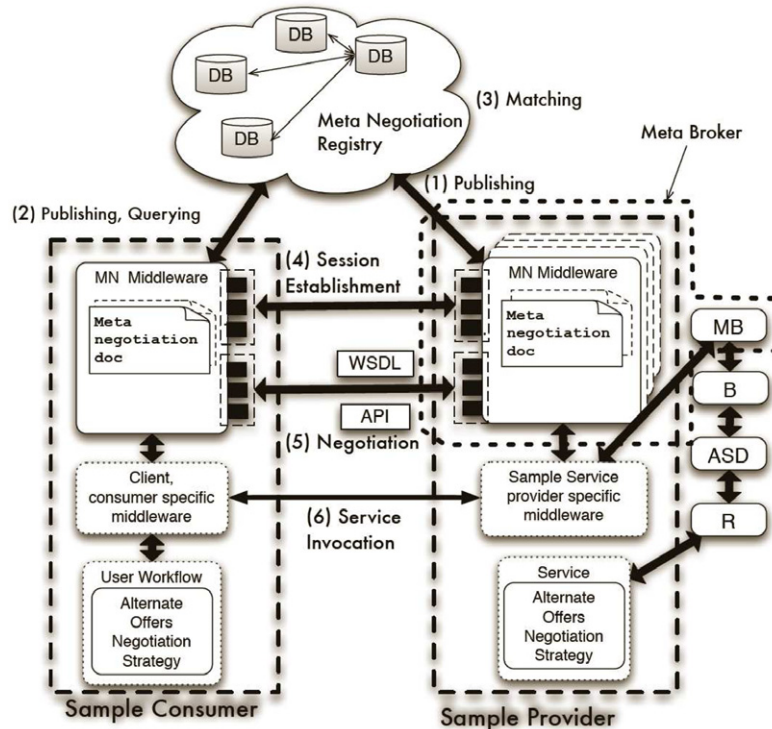 DB
DB
DB
DB
Meta Negotiation
Registry
(3) Matching
Meta Broker
(1) Publishing
(2) Publishing, Querying
MN Middleware
Meta
negotiation
doc
(4) Session
Establishment
MN Middleware
Meta
negotiation
doc
MB
WSDL
B
API
(5) Negotiation
ASD
Client,
consumer specific
middleware
Sample Service
provider specific
middleware
(6) Service
Invocation
R
User Workflow
Alternate
Offers
Negotiation
Strategy
Service
Alternate
Offers
Negotiation
Strategy
Sample Consumer
Sample Provider